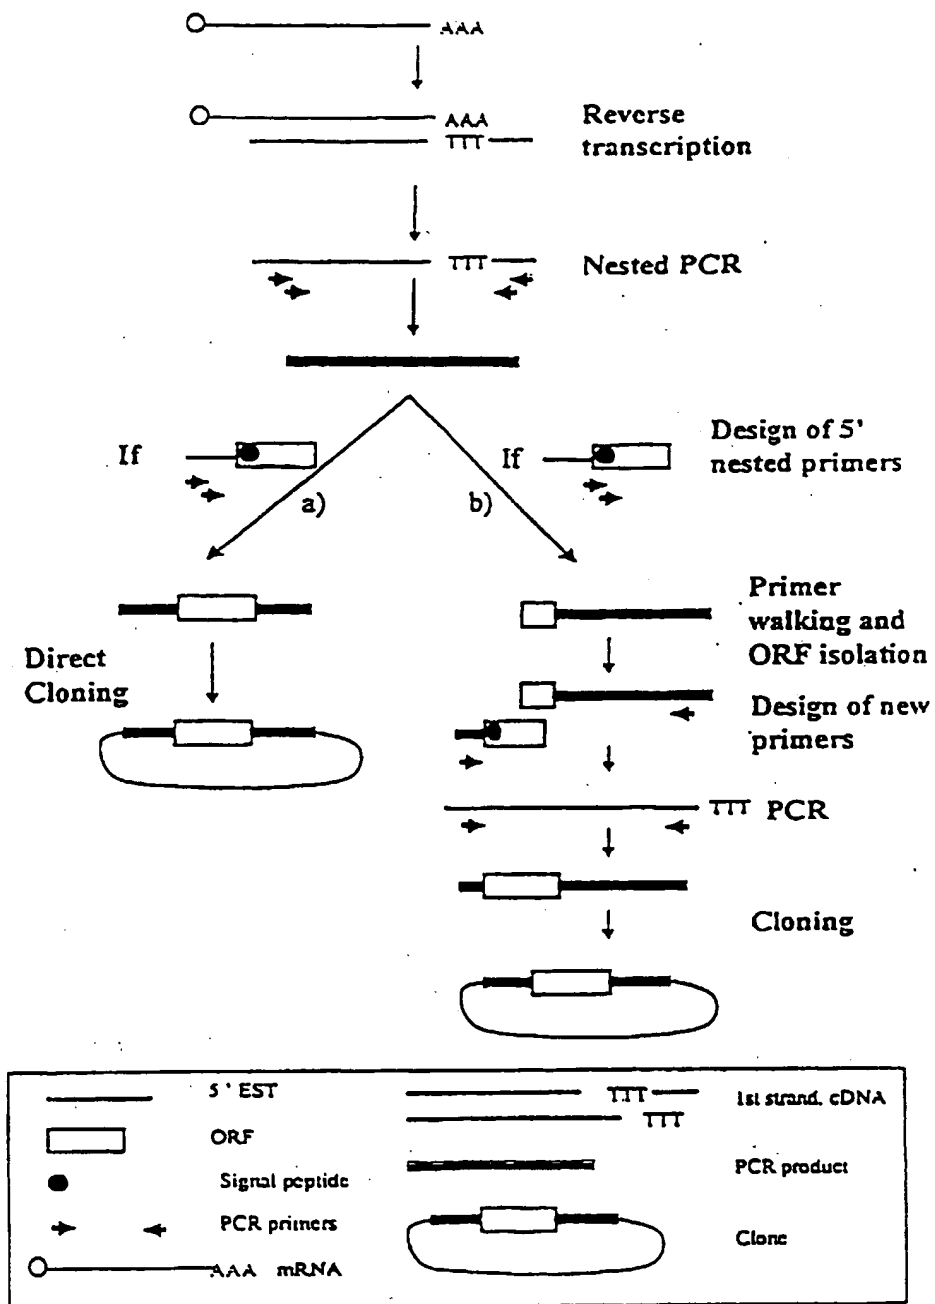 AAA
AAA
TTT
Reverse
transcription
TTT
Nested PCR
If
If
Design of 5'
nested primers
a)
b)
Primer
walking and
ORF isolation
Direct
Cloning
Design of new
primers
TTT PCR
Cloning
5' EST
TTT
TTT
1st strand. cDNA
ORF
Signal peptide
PCR product
PCR primers
Clone
AAA mRNA